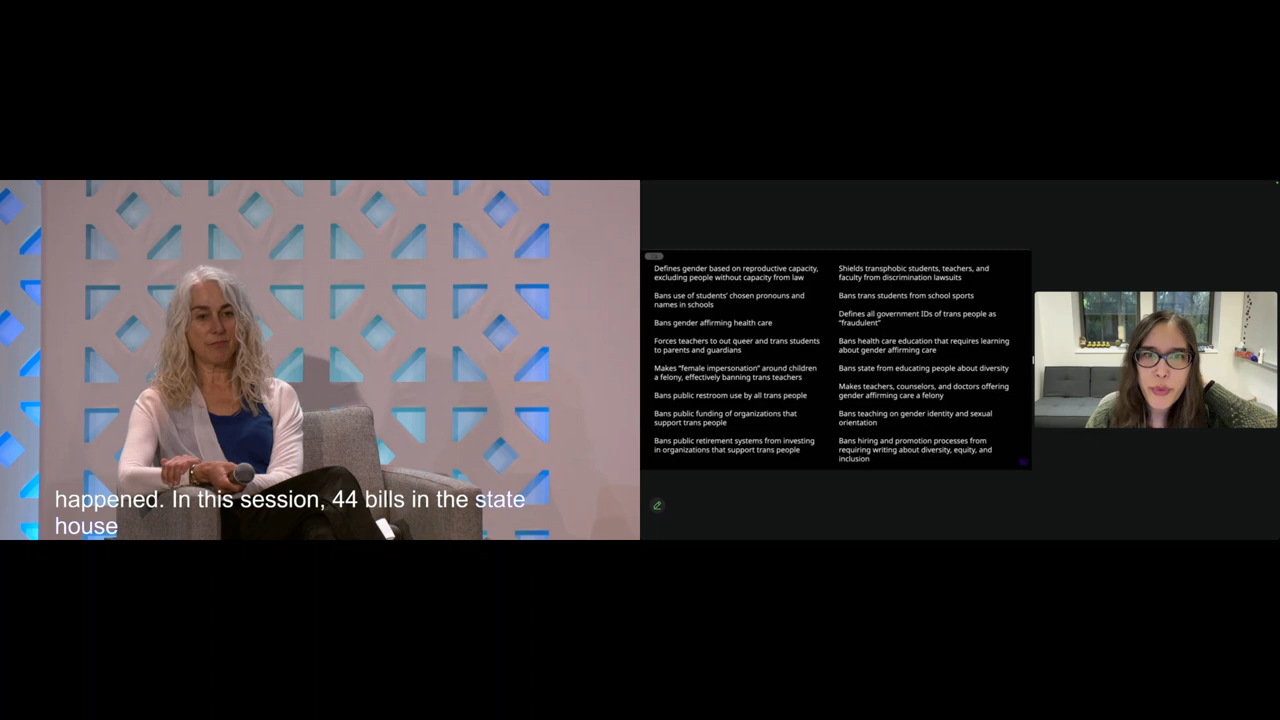 happened. In this session, 44 bills in the state
house
Defines gender based on reproductive capacity,
excluding people without capacity from law
Bans use of students' chosen pronouns and
names in schools
Bans gender affirming health care
Forces teachers to out queer and trans students
to parents and guardians
Makes “female impersonation” around children
a felony, effectively banning trans teachers
Bans public restroom use by all trans people
Bans public funding of organizations that
support trans people
Bans public retirement systems from investing
in organizations that support trans people
Shields transphobic students, teachers, and
faculty from discrimination lawsuits
Bans trans students from school sports
Defines all government IDs of trans people as
“fraudulent”
Bans health care education that requires learning
about gender affirming care
Bans state from educating people about diversity
Makes teachers, counselors, and doctors offering
gender affirming care a felony
Bans teaching on gender identity and sexual
orientation
Bans hiring and promotion processes from
requiring writing about diversity, equity, and
inclusion